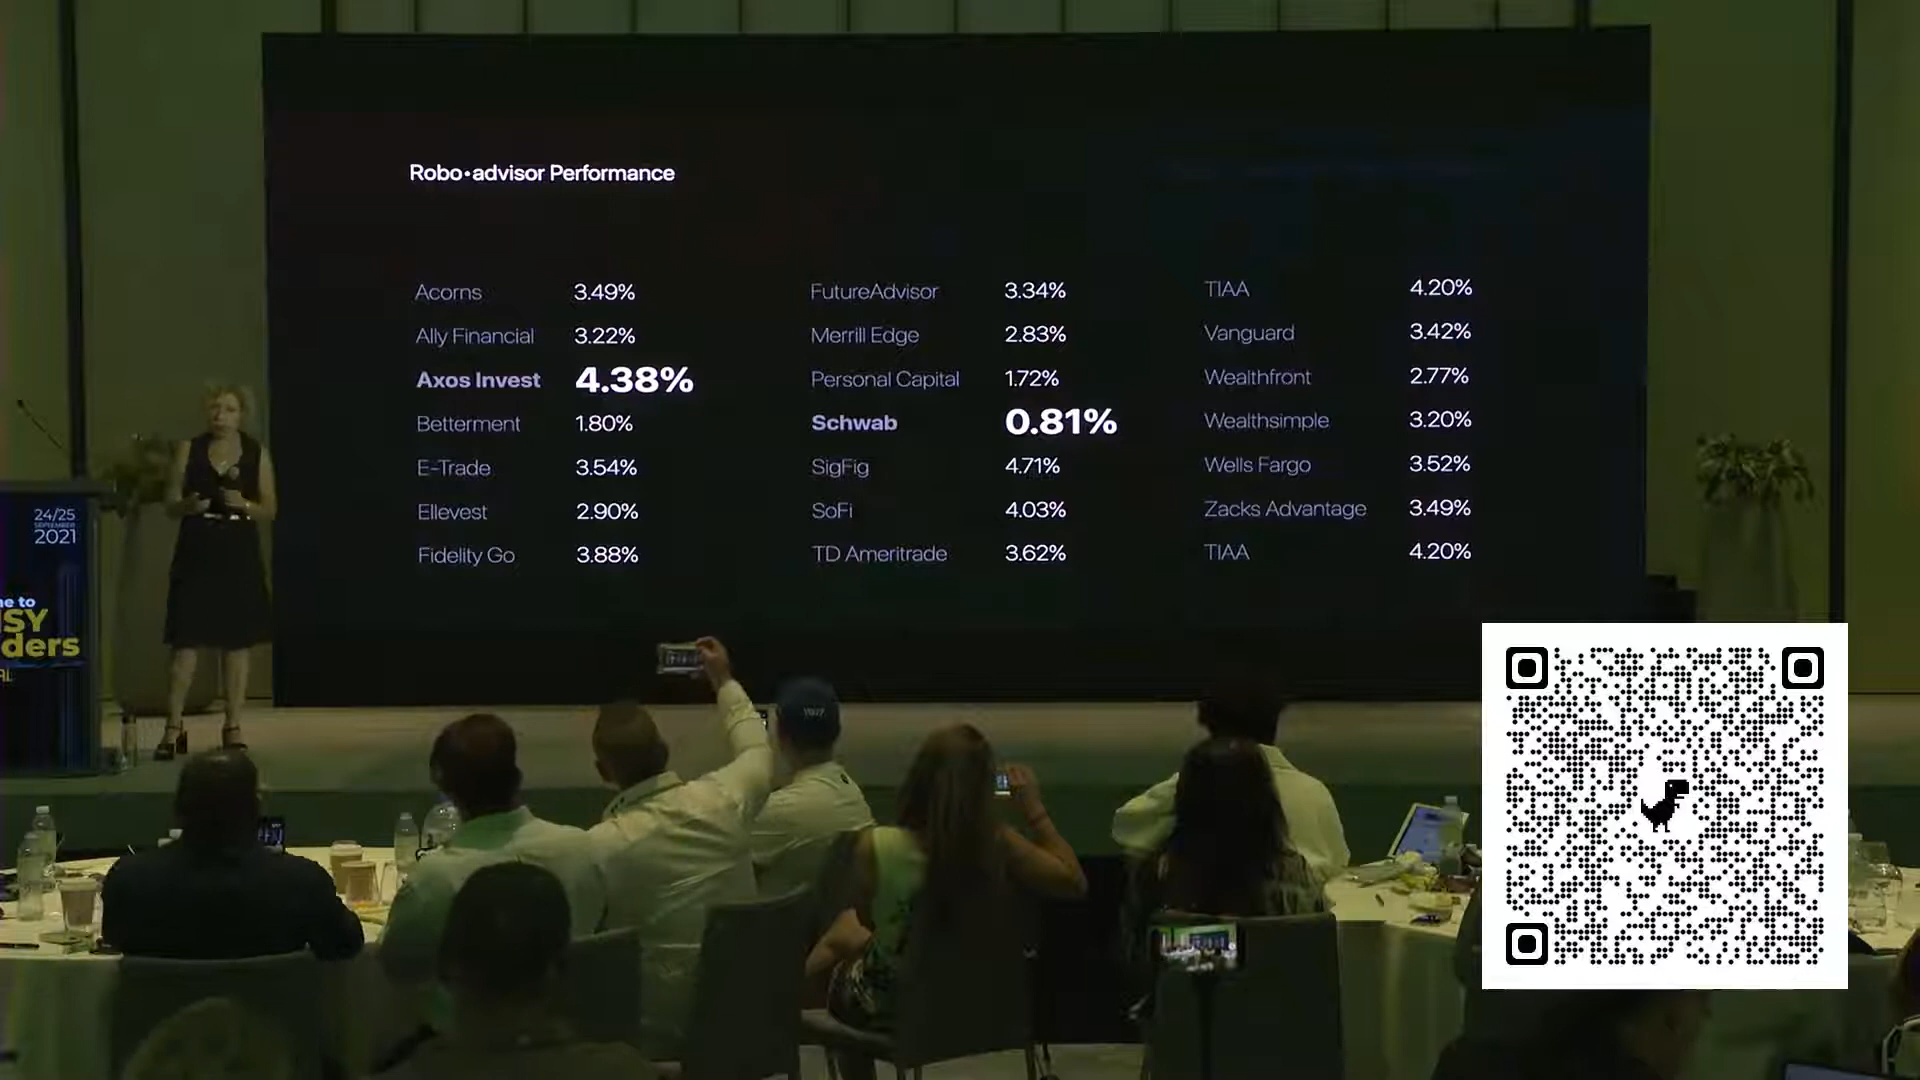 Robo•advisor Performance
Acorns 3.49%
Ally Financial 3.22%
Axos Invest 4.38%
Betterment 1.80%
E-Trade 3.54%
Ellevest 2.90%
Fidelity Go 3.88%
FutureAdvisor 3.34%
Merrill Edge 2.83%
Personal Capital 1.72%
Schwab 0.81%
SigFig 4.71%
SoFi 4.03%
TD Ameritrade 3.62%
TIAA 4.20%
Vanguard 3.42%
Wealthfront 2.77%
Wealthsimple 3.20%
Wells Fargo 3.52%
Zacks Advantage 3.49%
TIAA 4.20%
24/25
SEPTEMBER
2021
to